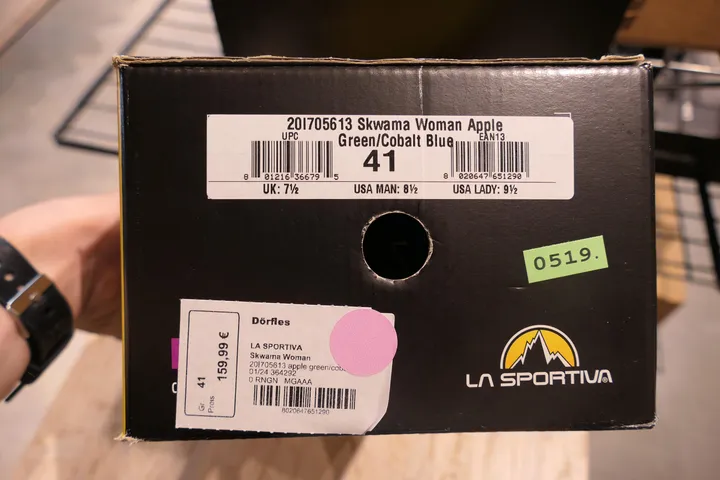 20I705613 Skwama Woman Apple
Green/Cobalt Blue
UPC
EAN13
41
8 01216 36679 5
8 020647 651290
UK: 7½
USA MAN: 8½
USA LADY: 9½
0519.
Dörfles
LA SPORTIVA
Skwama Woman
20I705613 apple green/cob
01/24 364292
0 RNGN MGAAA
8020647651290
Gr. 41
Preis 159,99 €
LA SPORTIVA